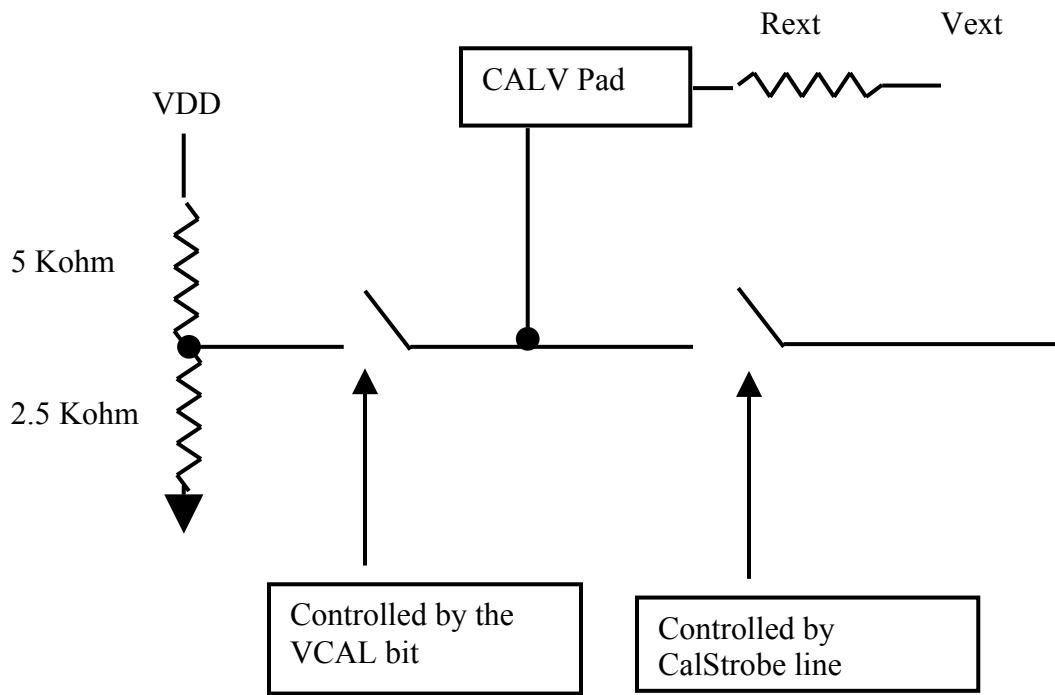 Rext
Vext
CALV Pad
VDD
5 Kohm
2.5 Kohm
Controlled by the
VCAL bit
Controlled by
CalStrobe line